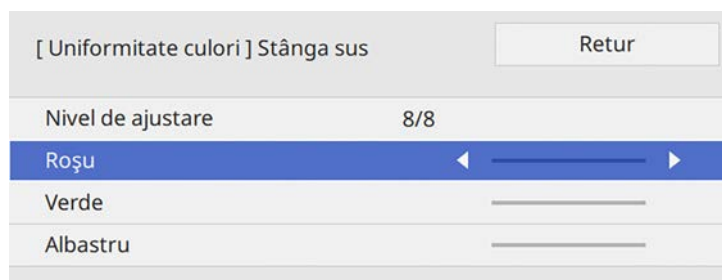 [ Uniformitate culori ] Stânga sus
Retur
Nivel de ajustare 8/8
Roşu
Verde
Albastru